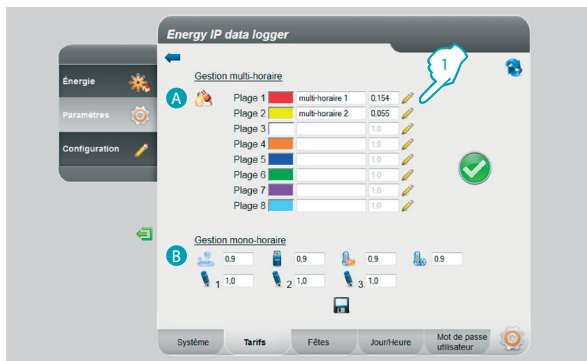 Energy IP data logger
1
Énergie
Paramètres
Configuration
Gestion multi-horaire
A
Plage 1 multi-horaire 1 0,154
Plage 2 multi-horaire 2 0,055
Plage 3 1,0
Plage 4 1,0
Plage 5 1,0
Plage 6 1,0
Plage 7 1,0
Plage 8 1,0
Gestion mono-horaire
B 0,9 0,9 0,9 0,9
1 1,0 2 1,0 3 1,0
Système Tarifs Fêtes Jour/Heure Mot de passe
utilisateur